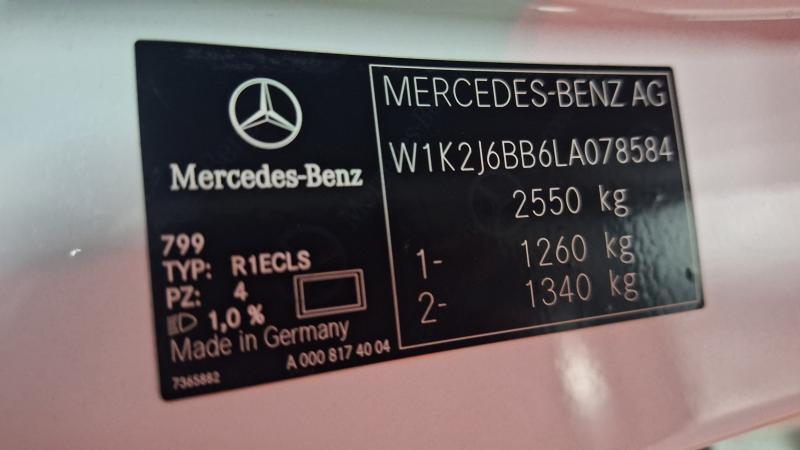 Mercedes-Benz
799
TYP: R1ECLS
PZ: 4
1,0 %
Made in Germany
A 000 817 40 04
7365882
MERCEDES-BENZ AG
W1K2J6BB6LA078584
2550 kg
1- 1260 kg
2- 1340 kg